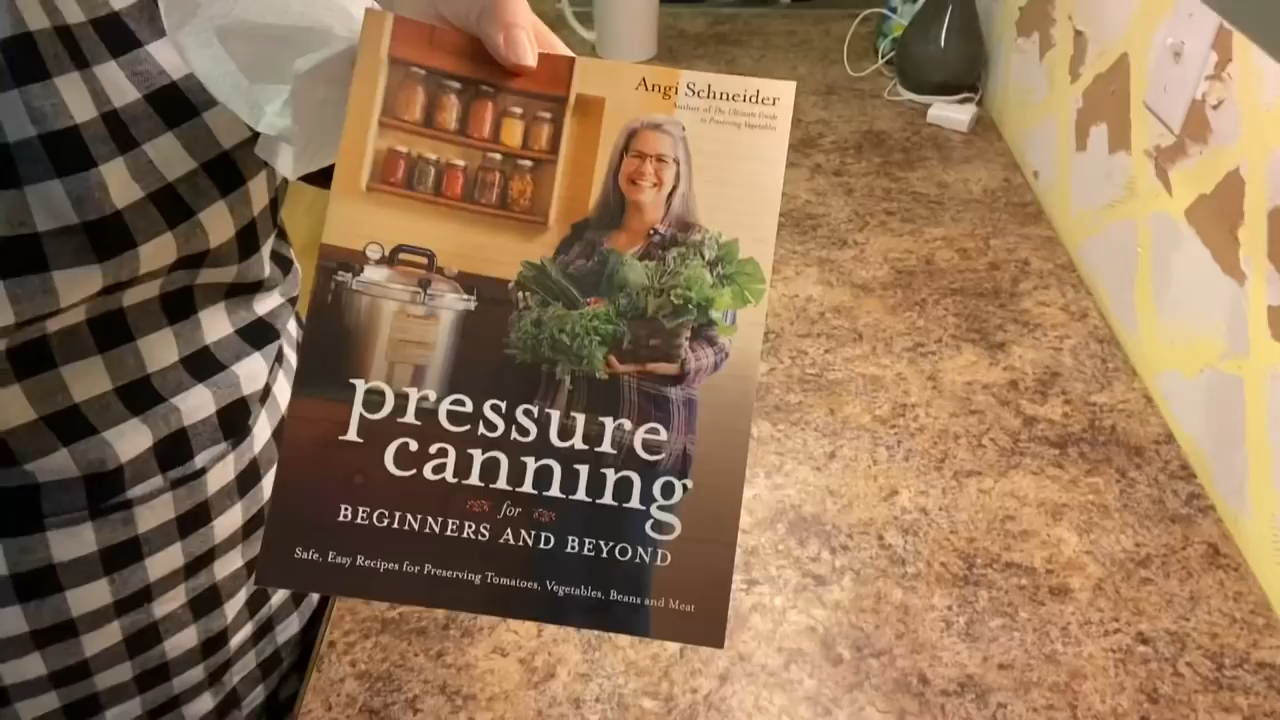 Angi Schneider
Author of The Ultimate Guide
to Preserving Vegetables
pressure
canning
for
BEGINNERS AND BEYOND
Safe, Easy Recipes for Preserving Tomatoes, Vegetables, Beans and Meat